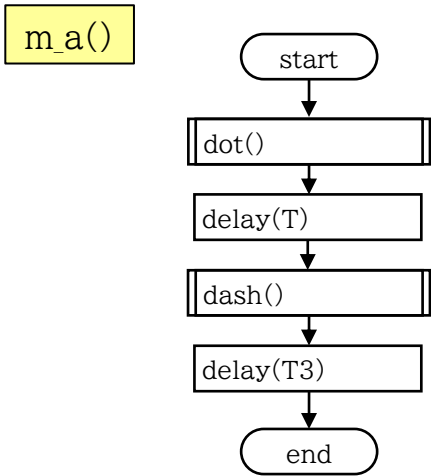 m_a()
start
dot()
delay(T)
dash()
delay(T3)
end